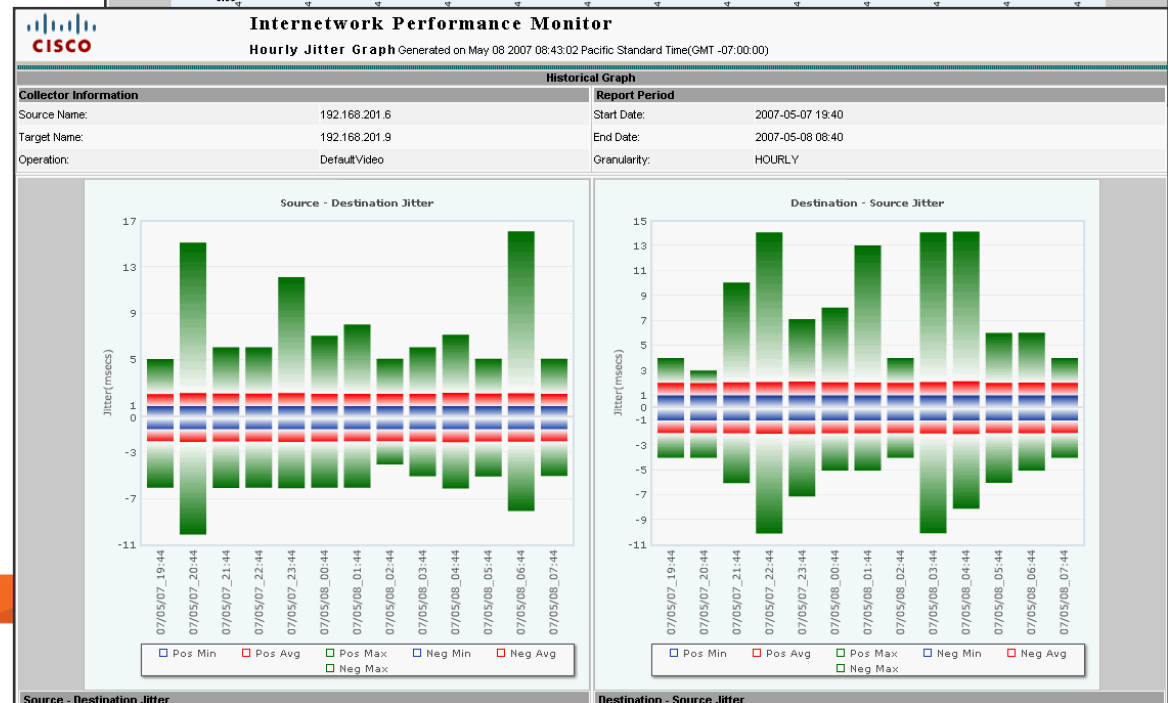 CISCO
Internetwork Performance Monitor
Hourly Jitter Graph Generated on May 08 2007 08:43:02 Pacific Standard Time(GMT -07:00:00)
Historical Graph
Collector Information
Source Name: 192.168.201.6
Target Name: 192.168.201.9
Operation: DefaultVideo
Report Period
Start Date: 2007-05-07 19:40
End Date: 2007-05-08 08:40
Granularity: HOURLY
Source - Destination Jitter
Jitter(msecs)
17
13
9
5
1
0
-3
-7
-11
07/05/07_19:44
07/05/07_20:44
07/05/07_21:44
07/05/07_22:44
07/05/07_23:44
07/05/08_00:44
07/05/08_01:44
07/05/08_02:44
07/05/08_03:44
07/05/08_04:44
07/05/08_05:44
07/05/08_06:44
07/05/08_07:44
Pos Min Pos Avg Pos Max Neg Min Neg Avg
Neg Max
Destination - Source Jitter
Jitter(msecs)
15
13
11
9
7
5
3
1
0
-1
-3
-5
-7
-9
-11
07/05/07_19:44
07/05/07_20:44
07/05/07_21:44
07/05/07_22:44
07/05/07_23:44
07/05/08_00:44
07/05/08_01:44
07/05/08_02:44
07/05/08_03:44
07/05/08_04:44
07/05/08_05:44
07/05/08_06:44
07/05/08_07:44
Pos Min Pos Avg Pos Max Neg Min Neg Avg
Neg Max
Source - Destination Jitter
Destination - Source Jitter